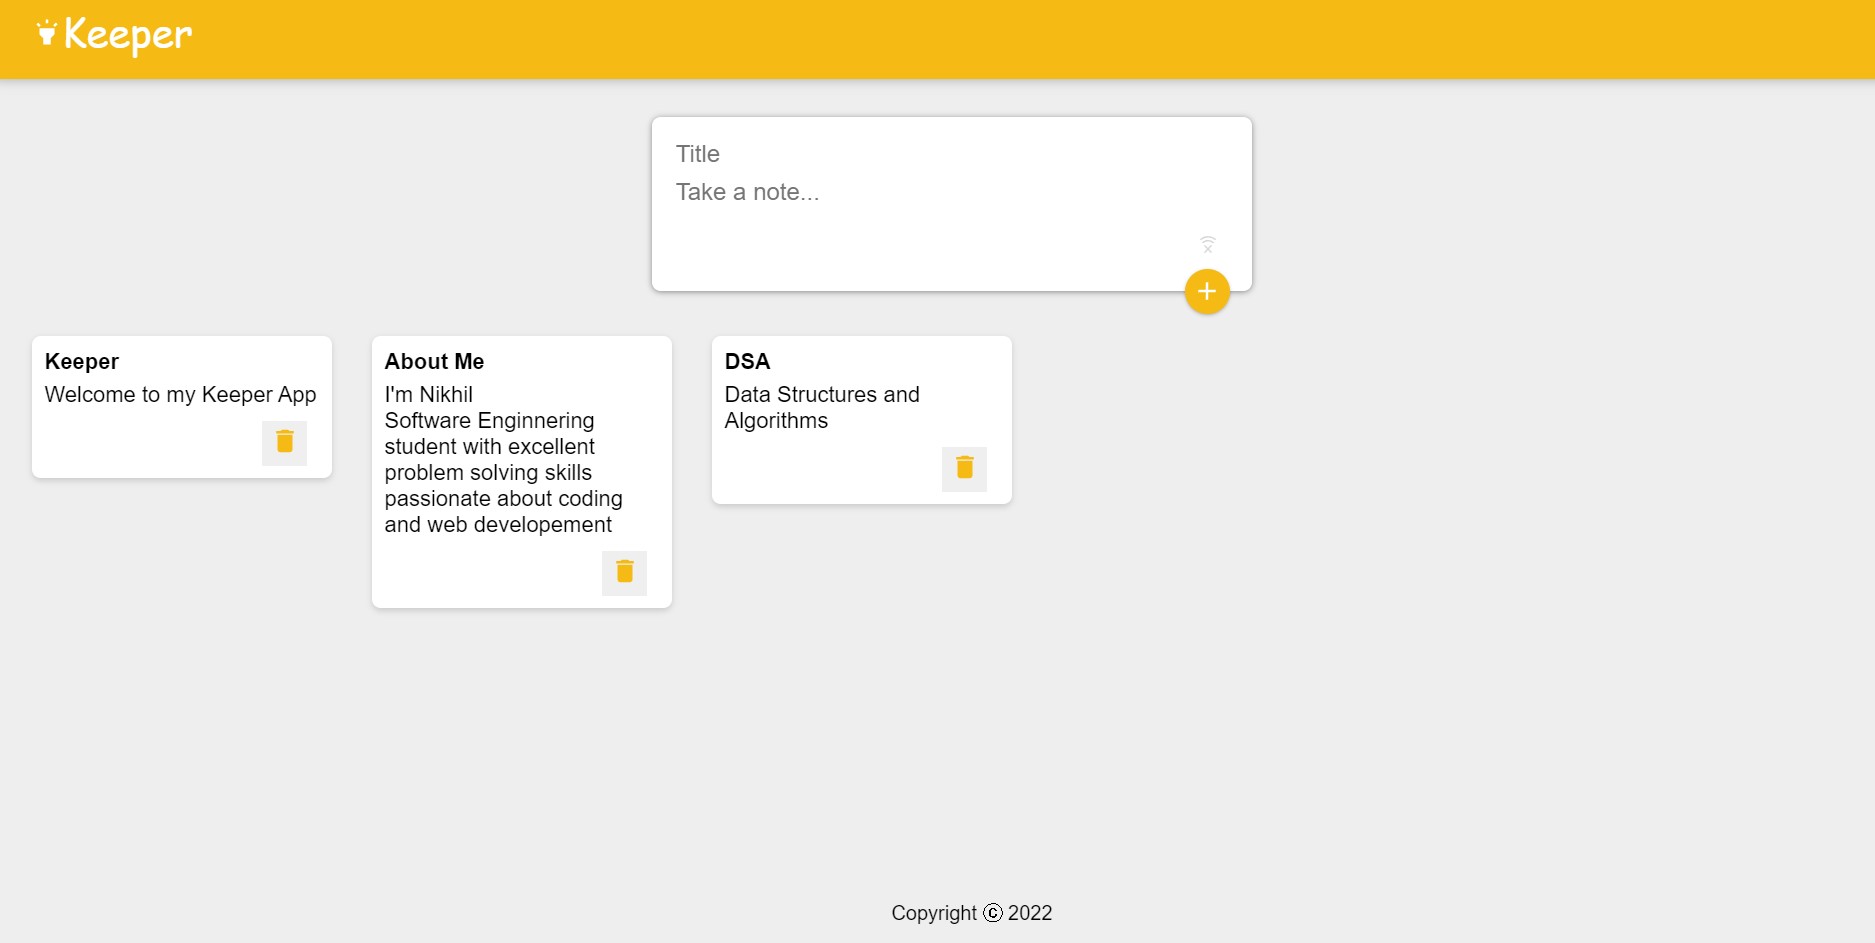 Keeper
Title
Take a note...
Keeper
Welcome to my Keeper App
About Me
I'm Nikhil
Software Enginnering
student with excellent
problem solving skills
passionate about coding
and web developement
DSA
Data Structures and
Algorithms
Copyright © 2022